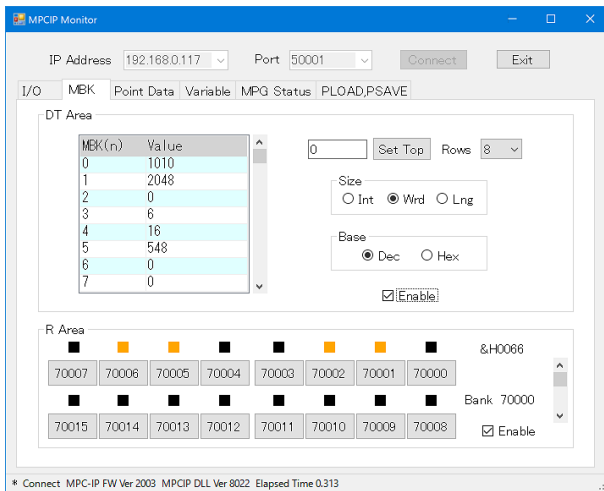 MPCIP Monitor
IP Address 192.168.0.117 Port 50001 Connect Exit
I/O MBK Point Data Variable MPG Status PLOAD,PSAVE
DT Area
MBK(n) Value
0 1010
1 2048
2 0
3 6
4 16
5 548
6 0
7 0
0 Set Top Rows 8
Size
Int Wrd Lng
Base
Dec Hex
Enable
R Area
&H0066
70007 70006 70005 70004 70003 70002 70001 70000
Bank 70000
70015 70014 70013 70012 70011 70010 70009 70008
Enable
* Connect MPC-IP FW Ver 2003 MPCIP DLL Ver 8022 Elapsed Time 0.313